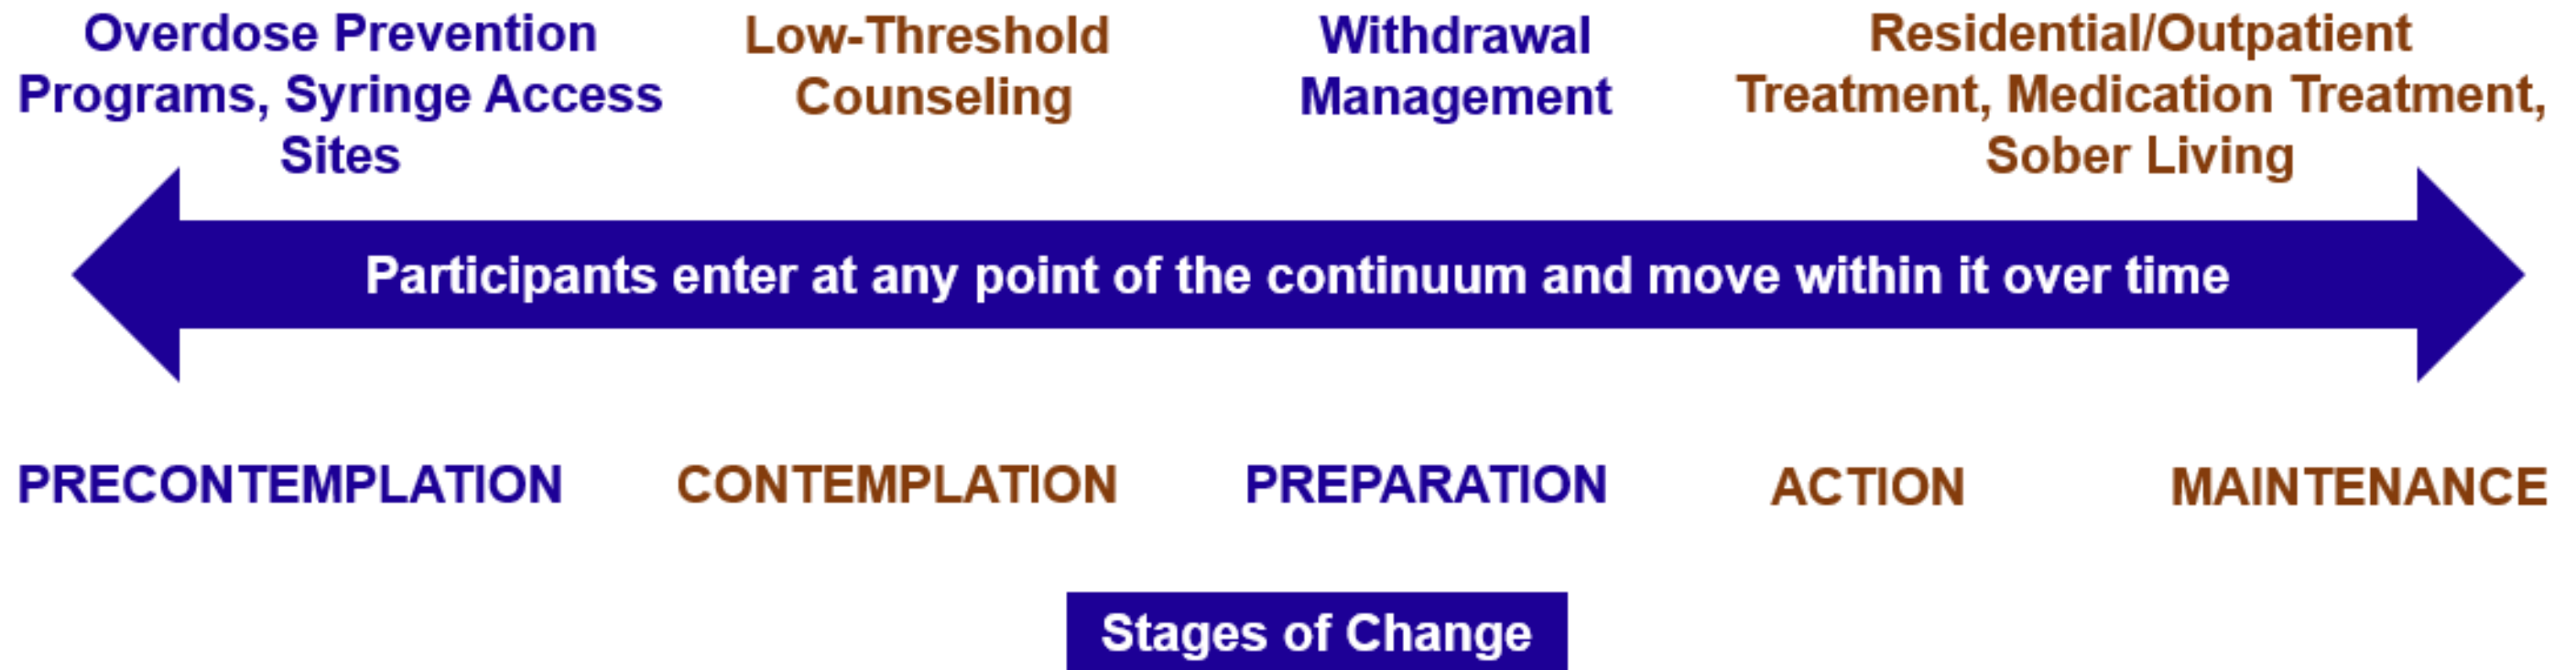 Overdose Prevention
Programs, Syringe Access
Sites
Low-Threshold
Counseling
Withdrawal
Management
Residential/Outpatient
Treatment, Medication Treatment,
Sober Living
Participants enter at any point of the continuum and move within it over time
PRECONTEMPLATION
CONTEMPLATION
PREPARATION
ACTION
MAINTENANCE
Stages of Change